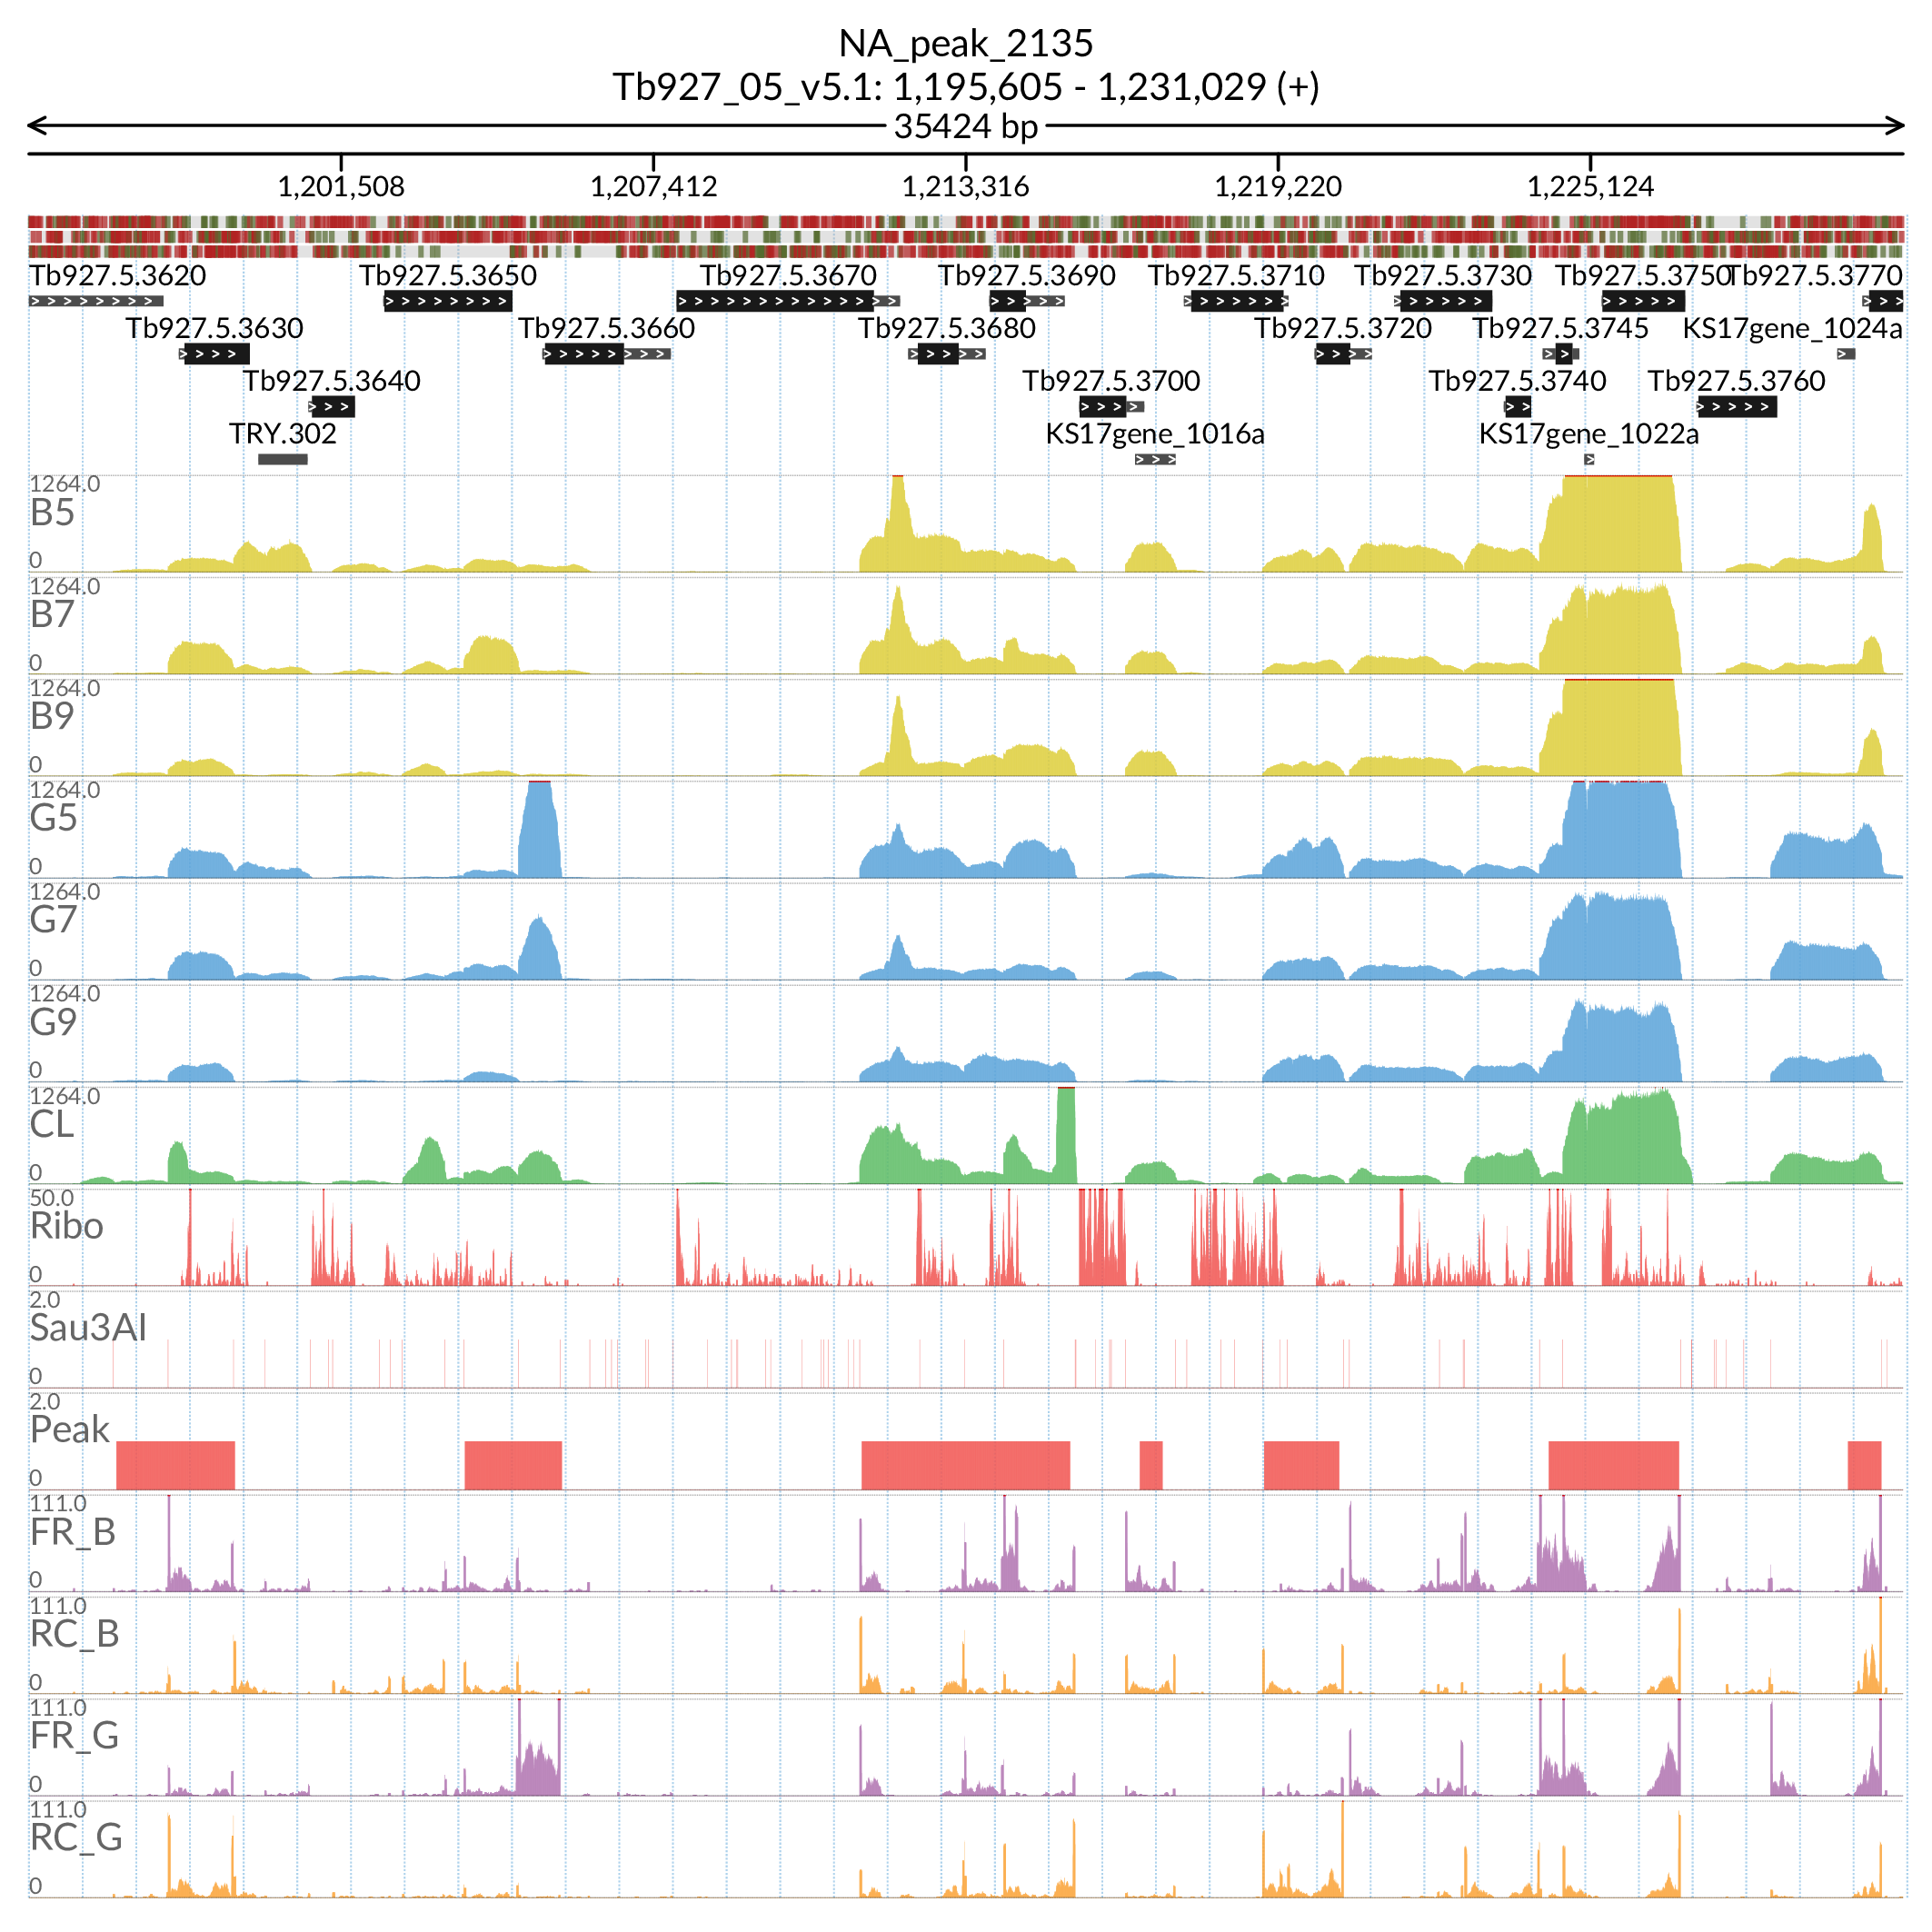 NA_peak_2135
Tb927_05_v5.1: 1,195,605 - 1,231,029 (+)
35424 bp
1,201,508 1,207,412 1,213,316 1,219,220 1,225,124
Tb927.5.3620 Tb927.5.3650 Tb927.5.3670 Tb927.5.3690 Tb927.5.3710 Tb927.5.3730 Tb927.5.3750 Tb927.5.3770
Tb927.5.3630 Tb927.5.3660 Tb927.5.3680 Tb927.5.3720 Tb927.5.3745 KS17gene_1024a
Tb927.5.3640 Tb927.5.3700 Tb927.5.3740 Tb927.5.3760
TRY.302 KS17gene_1016a KS17gene_1022a
1264.0
B5
0
1264.0
B7
0
1264.0
B9
0
1264.0
G5
0
1264.0
G7
0
1264.0
G9
0
1264.0
CL
0
50.0
Ribo
0
2.0
Sau3AI
0
2.0
Peak
0
111.0
FR_B
0
111.0
RC_B
0
111.0
FR_G
0
111.0
RC_G
0